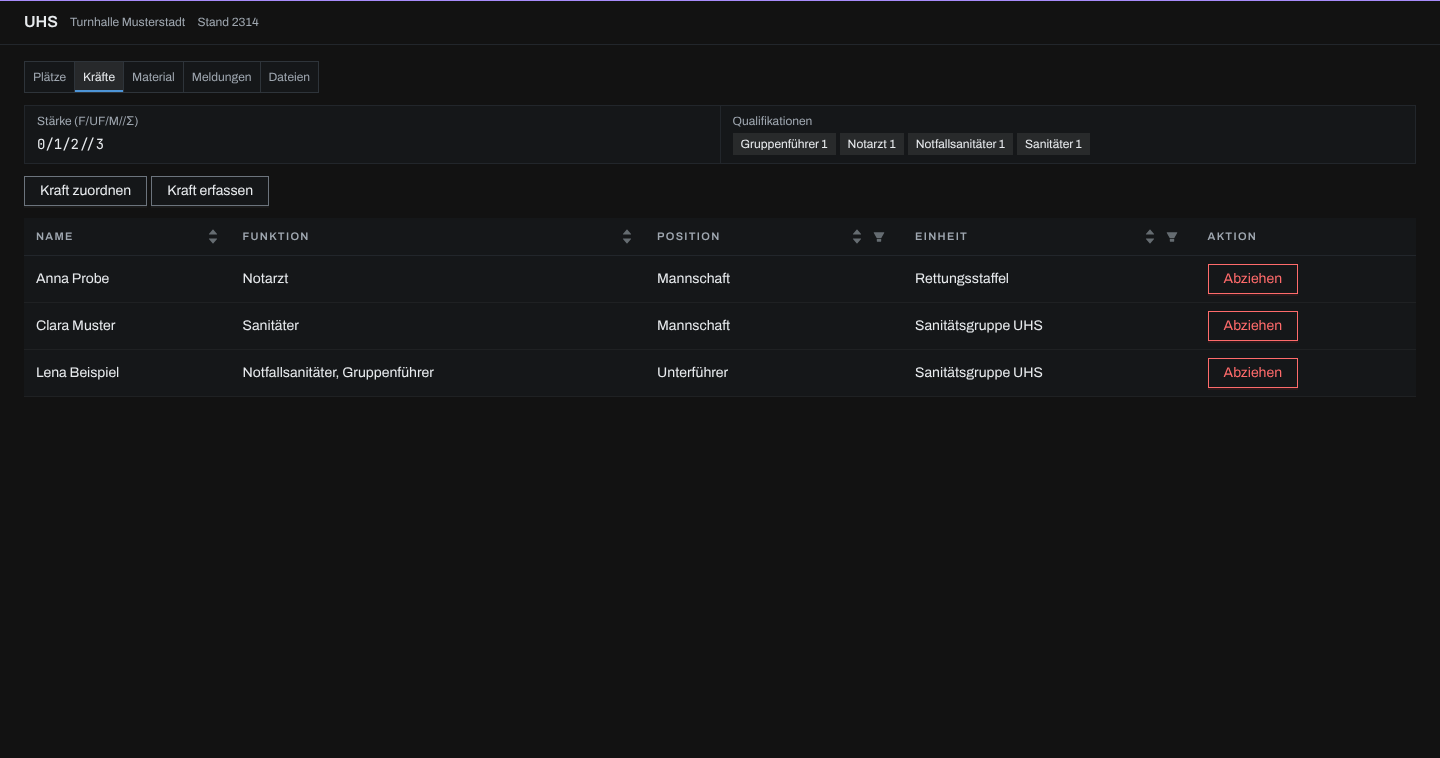 UHS Turnhalle Musterstadt Stand 2314
Plätze Kräfte Material Meldungen Dateien
Stärke (F/UF/M//Σ)
0/1/2//3
Qualifikationen
Gruppenführer 1 Notarzt 1 Notfallsanitäter 1 Sanitäter 1
Kraft zuordnen Kraft erfassen
NAME FUNKTION POSITION EINHEIT AKTION
Anna Probe Notarzt Mannschaft Rettungsstaffel Abziehen
Clara Muster Sanitäter Mannschaft Sanitätsgruppe UHS Abziehen
Lena Beispiel Notfallsanitäter, Gruppenführer Unterführer Sanitätsgruppe UHS Abziehen